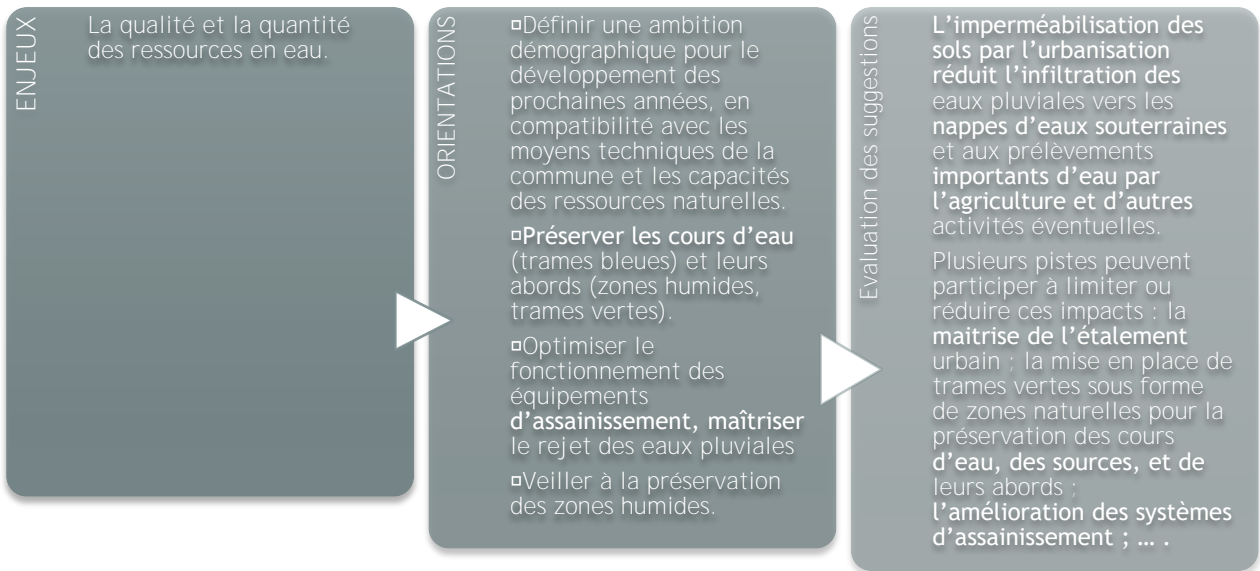 ENJEUX
La qualité et la quantité
des ressources en eau.
ORIENTATIONS
▫Définir une ambition
démographique pour le
développement des
prochaines années, en
compatibilité avec les
moyens techniques de la
commune et les capacités
des ressources naturelles.
▫Préserver les cours d’eau
(trames bleues) et leurs
abords (zones humides,
trames vertes).
▫Optimiser le
fonctionnement des
équipements
d’assainissement, maîtriser
le rejet des eaux pluviales
▫Veiller à la préservation
des zones humides.
Evaluation des suggestions
L’imperméabilisation des
sols par l’urbanisation
réduit l’infiltration des
eaux pluviales vers les
nappes d’eaux souterraines
et aux prélèvements
importants d’eau par
l’agriculture et d’autres
activités éventuelles.
Plusieurs pistes peuvent
participer à limiter ou
réduire ces impacts : la
maitrise de l’étalement
urbain ; la mise en place de
trames vertes sous forme
de zones naturelles pour la
préservation des cours
d’eau, des sources, et de
leurs abords ;
l’amélioration des systèmes
d’assainissement ; … .